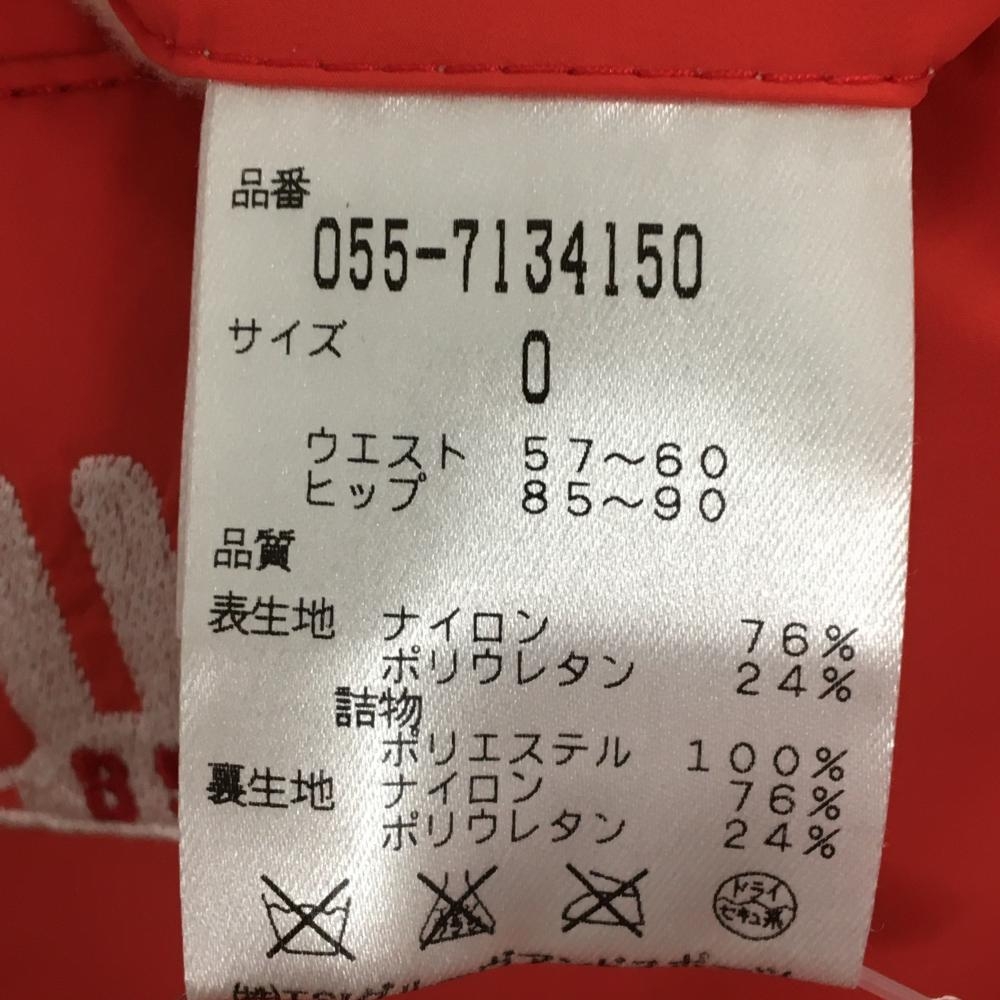 品番
055-7134150
サイズ
0
ウエスト 57〜60
ヒップ 85〜90
品質
表生地 ナイロン 76%
ポリウレタン 24%
詰物
ポリエステル 100%
裏生地 ナイロン 76%
ポリウレタン 24%
ドライ
セキユ系